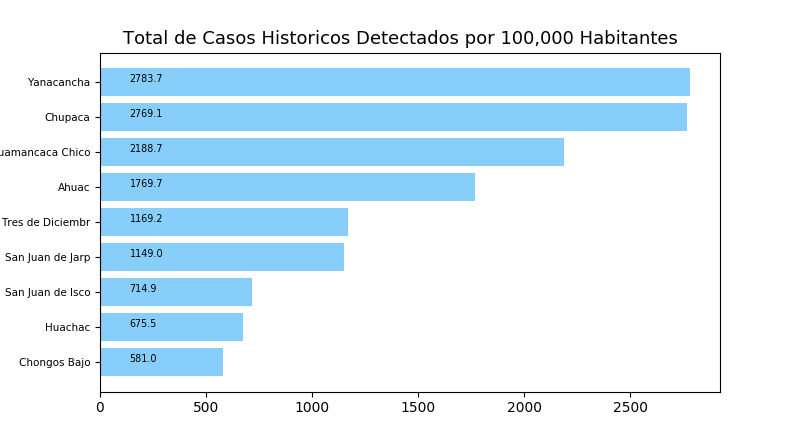 Total de Casos Historicos Detectados por 100,000 Habitantes
Yanacancha 2783.7
Chupaca 2769.1
uamancaca Chico 2188.7
Ahuac 1769.7
Tres de Diciembr 1169.2
San Juan de Jarp 1149.0
San Juan de Isco 714.9
Huachac 675.5
Chongos Bajo 581.0
0 500 1000 1500 2000 2500